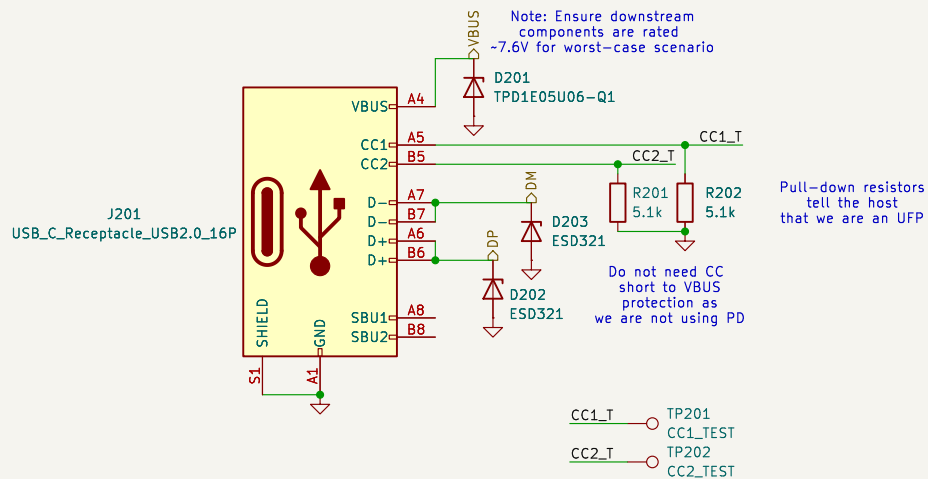 Note: Ensure downstream
components are rated
~7.6V for worst-case scenario
VBUS
D201
TPD1E05U06-Q1
VBUS
A4
CC1
A5
CC1_T
CC2
B5
CC2_T
D-
A7
DM
R201
5.1k
R202
5.1k
Pull-down resistors
tell the host
that we are an UFP
J201
USB_C_Receptacle_USB2.0_16P
D-
B7
D203
ESD321
D+
A6
DP
D+
B6
Do not need CC
short to VBUS
protection as
we are not using PD
D202
ESD321
SBU1
A8
SBU2
B8
SHIELD
GND
S1
A1
CC1_T
TP201
CC1_TEST
CC2_T
TP202
CC2_TEST